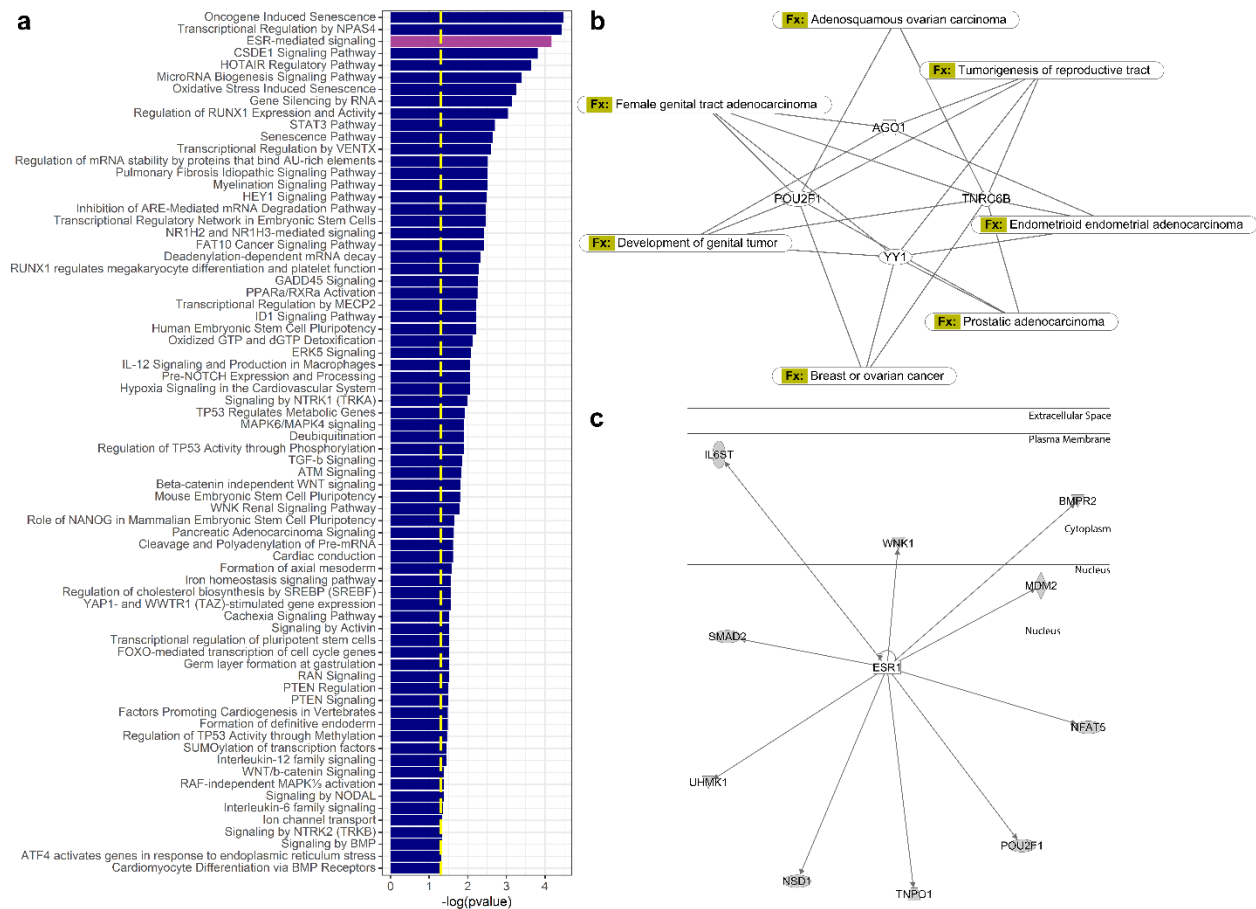 a
Oncogene Induced Senescence
Transcriptional Regulation by NPAS4
ESR-mediated signaling
CSDE1 Signaling Pathway
HOTAIR Regulatory Pathway
MicroRNA Biogenesis Signaling Pathway
Oxidative Stress Induced Senescence
Gene Silencing by RNA
Regulation of RUNX1 Expression and Activity
STAT3 Pathway
Senescence Pathway
Transcriptional Regulation by VENTX
Regulation of mRNA stability by proteins that bind AU-rich elements
Pulmonary Fibrosis Idiopathic Signaling Pathway
Myelination Signaling Pathway
HEY1 Signaling Pathway
Inhibition of ARE-Mediated mRNA Degradation Pathway
Transcriptional Regulatory Network in Embryonic Stem Cells
NR1H2 and NR1H3-mediated signaling
FAT10 Cancer Signaling Pathway
Deadenylation-dependent mRNA decay
RUNX1 regulates megakaryocyte differentiation and platelet function
GADD45 Signaling
PPARa/RXRa Activation
Transcriptional Regulation by MECP2
ID1 Signaling Pathway
Human Embryonic Stem Cell Pluripotency
Oxidized GTP and dGTP Detoxification
ERK5 Signaling
IL-12 Signaling and Production in Macrophages
Pre-NOTCH Expression and Processing
Hypoxia Signaling in the Cardiovascular System
Signaling by NTRK1 (TRKA)
TP53 Regulates Metabolic Genes
MAPK6/MAPK4 signaling
Deubiquitination
Regulation of TP53 Activity through Phosphorylation
TGF-b Signaling
ATM Signaling
Beta-catenin independent WNT signaling
Mouse Embryonic Stem Cell Pluripotency
WNK Renal Signaling Pathway
Role of NANOG in Mammalian Embryonic Stem Cell Pluripotency
Pancreatic Adenocarcinoma Signaling
Cleavage and Polyadenylation of Pre-mRNA
Cardiac conduction
Formation of axial mesoderm
Iron homeostasis signaling pathway
Regulation of cholesterol biosynthesis by SREBP (SREBF)
YAP1- and WWTR1 (TAZ)-stimulated gene expression
Cachexia Signaling Pathway
Signaling by Activin
Transcriptional regulation of pluripotent stem cells
FOXO-mediated transcription of cell cycle genes
Germ layer formation at gastrulation
RAN Signaling
PTEN Regulation
PTEN Signaling
Factors Promoting Cardiogenesis in Vertebrates
Formation of definitive endoderm
Regulation of TP53 Activity through Methylation
SUMOylation of transcription factors
Interleukin-12 family signaling
WNT/b-catenin Signaling
RAF-independent MAPK⅓ activation
Signaling by NODAL
Interleukin-6 family signaling
Ion channel transport
Signaling by NTRK2 (TRKB)
Signaling by BMP
ATF4 activates genes in response to endoplasmic reticulum stress
Cardiomyocyte Differentiation via BMP Receptors
0 1 2 3 4
-log(pvalue)
b
Fx: Adenosquamous ovarian carcinoma
Fx: Tumorigenesis of reproductive tract
Fx: Female genital tract adenocarcinoma
AGO1
POU2F1
TNRC6B
Fx: Endometrioid endometrial adenocarcinoma
Fx: Development of genital tumor
YY1
Fx: Prostatic adenocarcinoma
Fx: Breast or ovarian cancer
c
Extracellular Space
Plasma Membrane
IL6ST
BMPR2
Cytoplasm
WNK1
Nucleus
MDM2
Nucleus
SMAD2
ESR1
NFAT5
UHMK1
POU2F1
NSD1
TNPO1